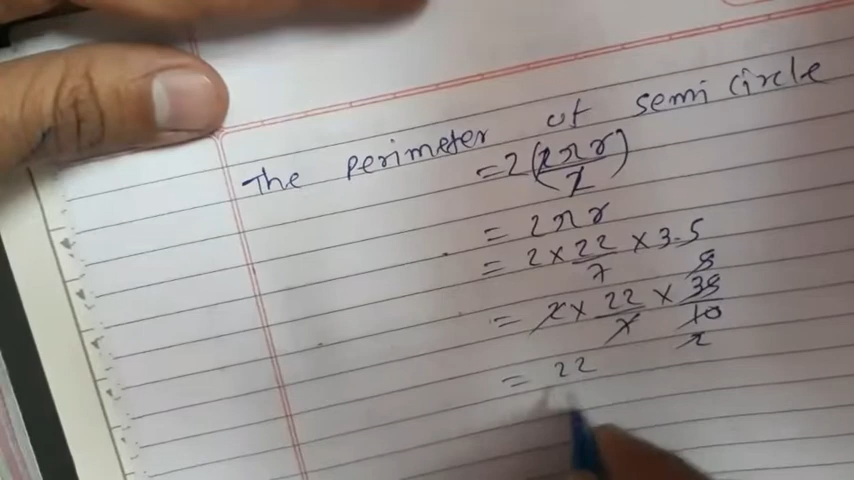 The perimeter of semi circle
= 2 (2πr/2)
= 2πr
= 2 × 22/7 × 3.5
= 2 × 22/7 × 35/10
= 22